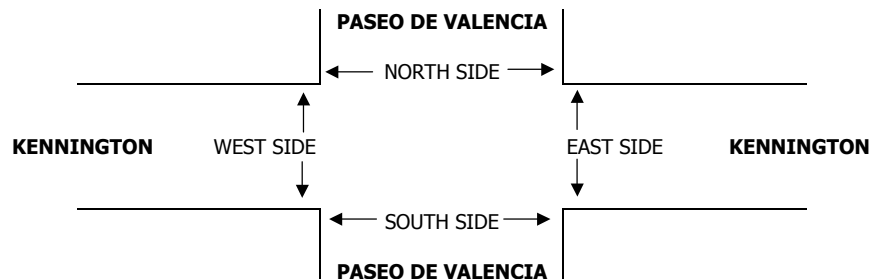 PASEO DE VALENCIA
NORTH SIDE
KENNINGTON WEST SIDE EAST SIDE KENNINGTON
SOUTH SIDE
PASEO DE VALENCIA